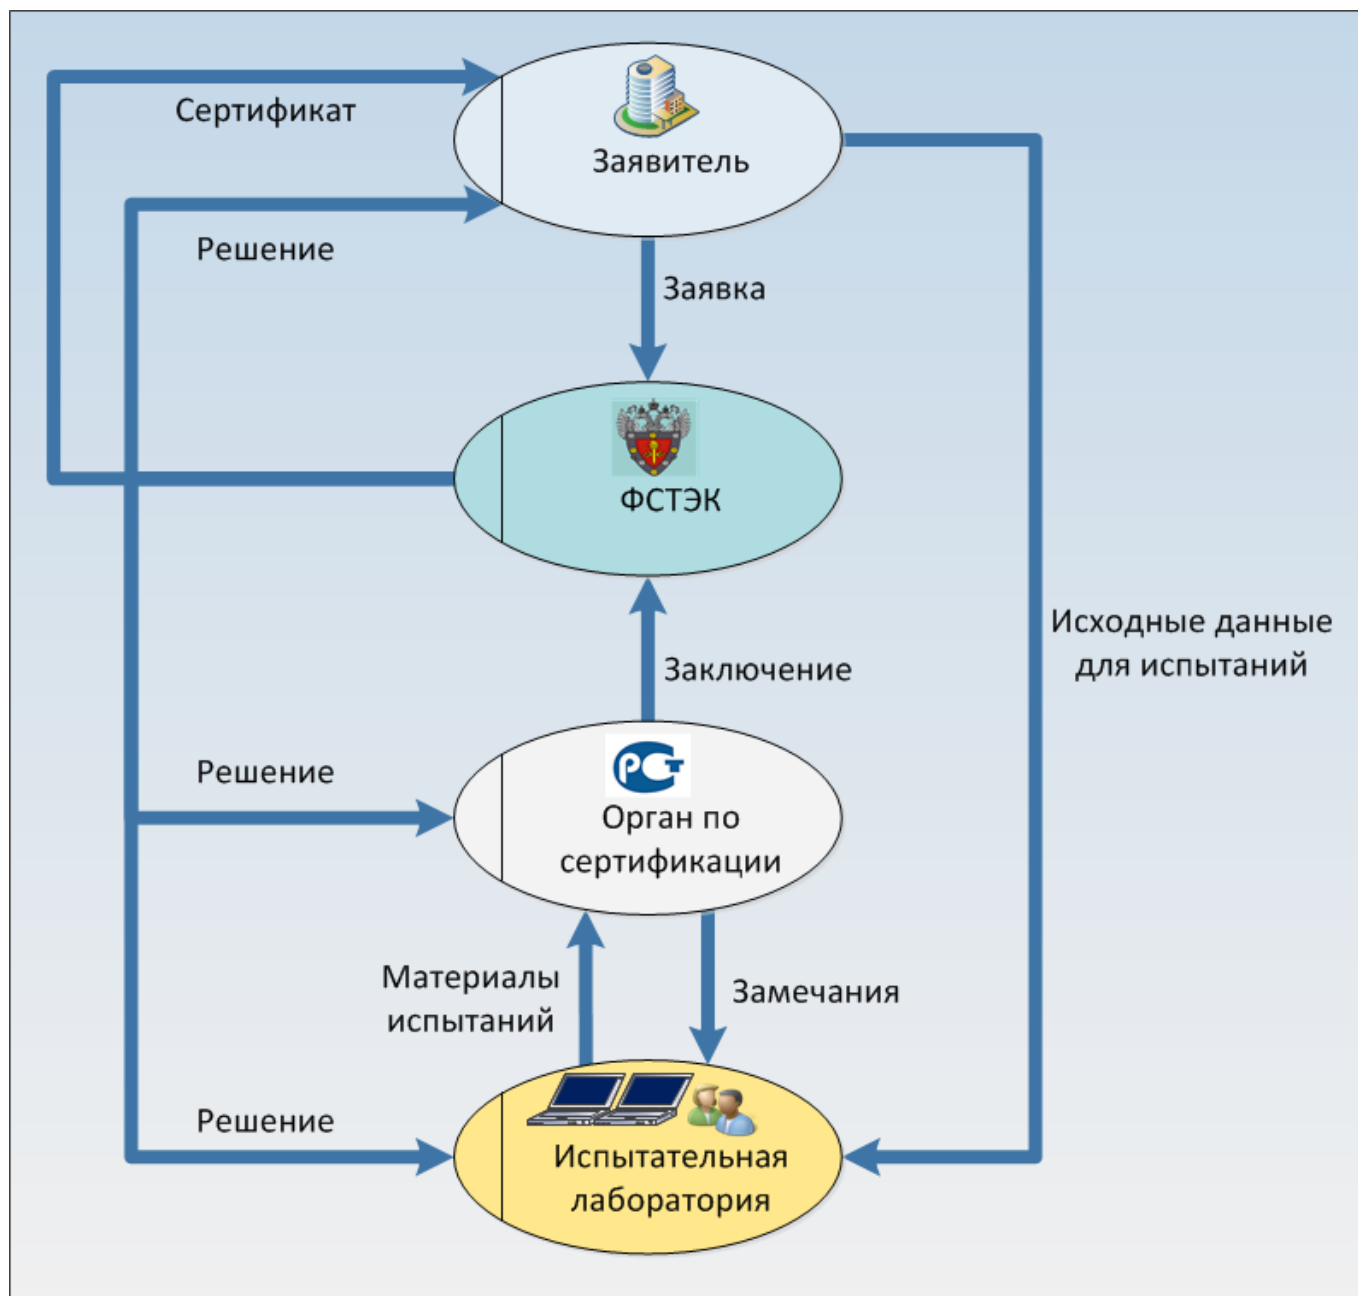 Сертификат
Заявитель
Решение
Заявка
ФСТЭК
Исходные данные
для испытаний
Заключение
Решение
РСТ
Орган по
сертификации
Материалы
испытаний
Замечания
Решение
Испытательная
лаборатория